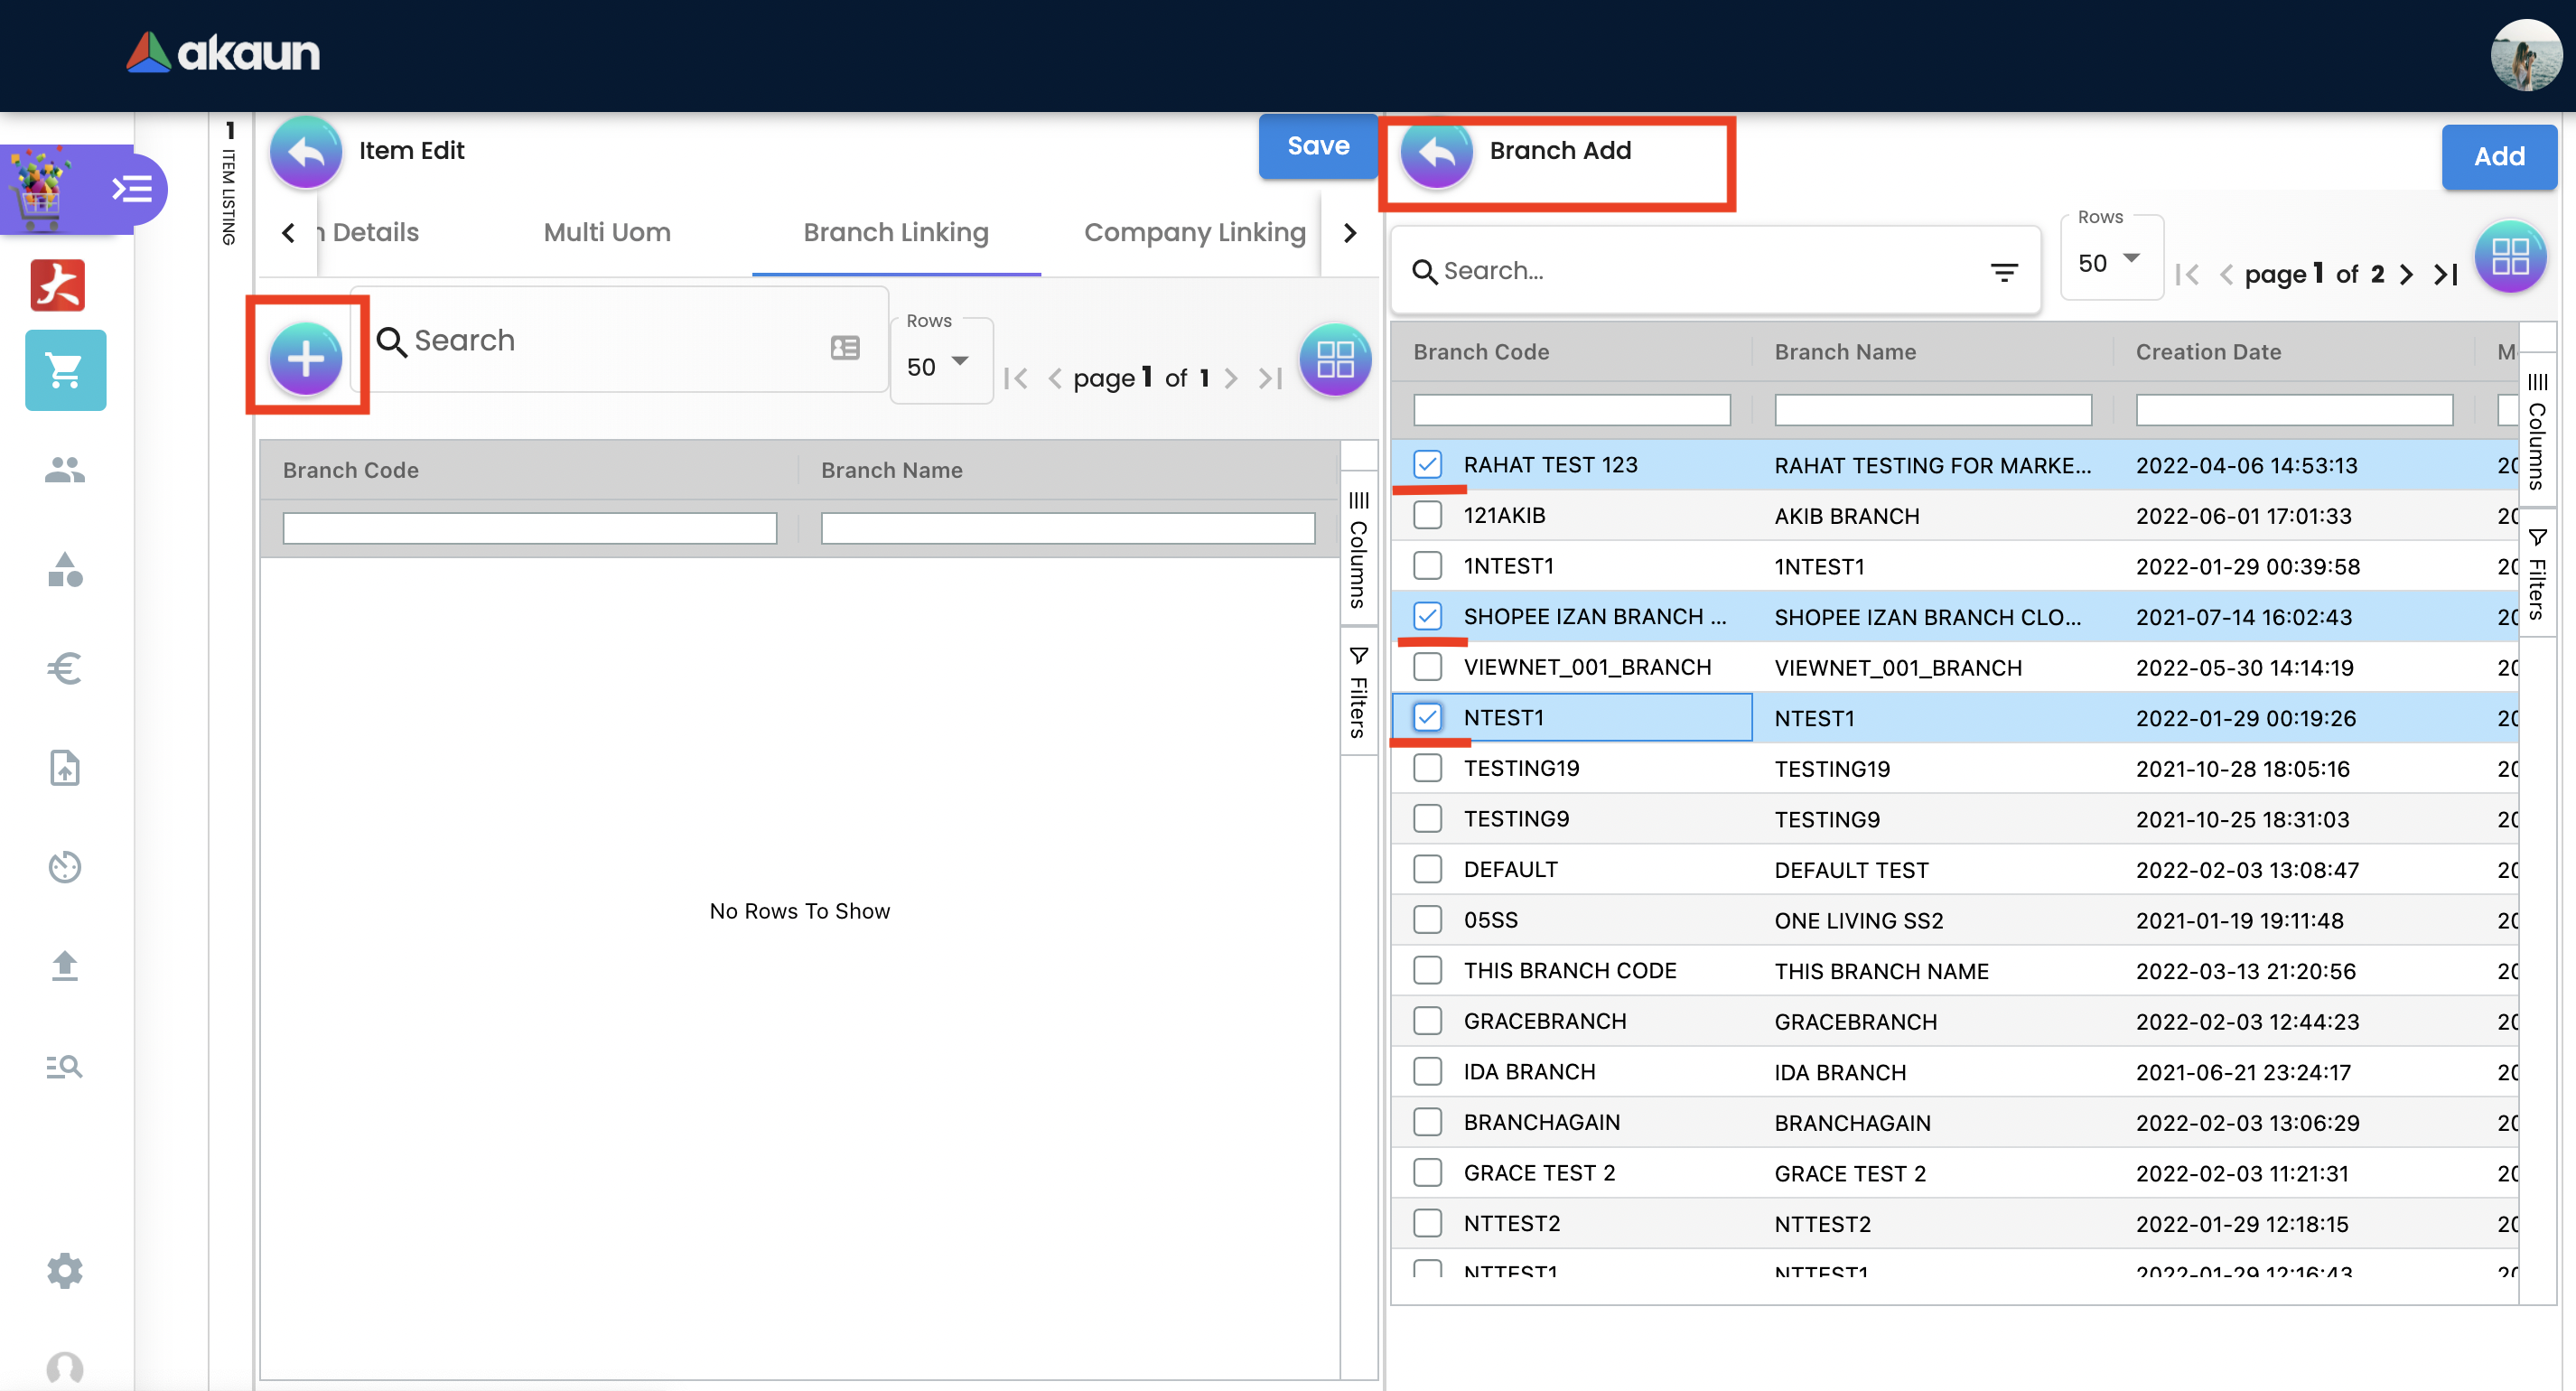 akaun
1 ITEM LISTING
Item Edit
Save
Details
Multi Uom
Branch Linking
Company Linking
Search
Rows
50
page 1 of 1
Branch Code
Branch Name
Columns
Filters
No Rows To Show
Branch Add
Add
Search...
Rows
50
page 1 of 2
Branch Code Branch Name Creation Date
RAHAT TEST 123 RAHAT TESTING FOR MARKE... 2022-04-06 14:53:13 20
121AKIB AKIB BRANCH 2022-06-01 17:01:33 20
1NTEST1 1NTEST1 2022-01-29 00:39:58 20
SHOPEE IZAN BRANCH ... SHOPEE IZAN BRANCH CLO... 2021-07-14 16:02:43 20
VIEWNET_001_BRANCH VIEWNET_001_BRANCH 2022-05-30 14:14:19 20
NTEST1 NTEST1 2022-01-29 00:19:26 20
TESTING19 TESTING19 2021-10-28 18:05:16 20
TESTING9 TESTING9 2021-10-25 18:31:03 20
DEFAULT DEFAULT TEST 2022-02-03 13:08:47 20
05SS ONE LIVING SS2 2021-01-19 19:11:48 20
THIS BRANCH CODE THIS BRANCH NAME 2022-03-13 21:20:56 20
GRACEBRANCH GRACEBRANCH 2022-02-03 12:44:23 20
IDA BRANCH IDA BRANCH 2021-06-21 23:24:17 20
BRANCHAGAIN BRANCHAGAIN 2022-02-03 13:06:29 20
GRACE TEST 2 GRACE TEST 2 2022-02-03 11:21:31 20
NTTEST2 NTTEST2 2022-01-29 12:18:15 20
NTTEST1 NTTEST1 2022-01-29 12:16:43 20
Columns
Filters